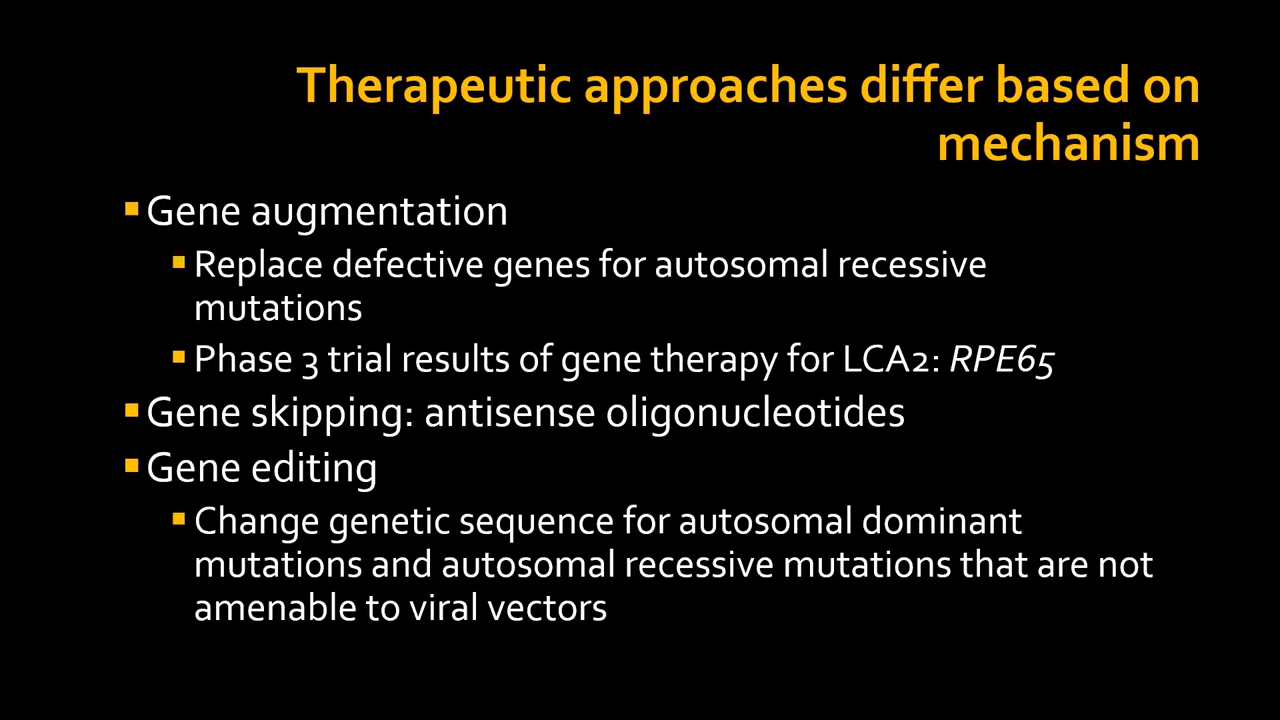 Therapeutic approaches differ based on
mechanism
Gene augmentation
Replace defective genes for autosomal recessive
mutations
Phase 3 trial results of gene therapy for LCA2: RPE65
Gene skipping: antisense oligonucleotides
Gene editing
Change genetic sequence for autosomal dominant
mutations and autosomal recessive mutations that are not
amenable to viral vectors